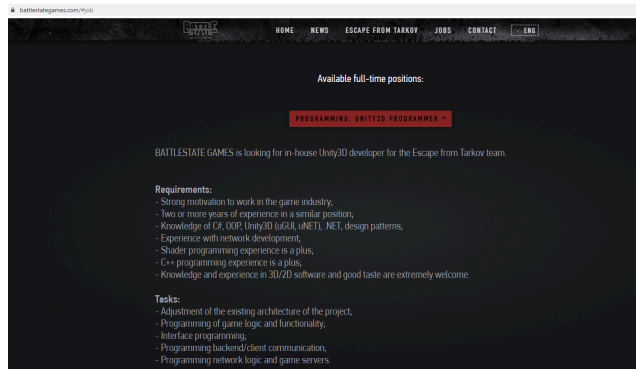 battlestategames.com/#job
BATTLE
STATE
HOME NEWS ESCAPE FROM TARKOV JOBS CONTACT ENG
Available full-time positions:
PROGRAMMING: UNITY3D PROGRAMMER
BATTLESTATE GAMES is looking for in-house Unity3D developer for the Escape from Tarkov team.
Requirements:
- Strong motivation to work in the game industry;
- Two or more years of experience in a similar position;
- Knowledge of C#, OOP, Unity3D (uGUI, uNET), .NET, design patterns;
- Experience with network development;
- Shader programming experience is a plus;
- C++ programming experience is a plus;
- Knowledge and experience in 3D/2D software and good taste are extremely welcome.
Tasks:
- Adjustment of the existing architecture of the project;
- Programming of game logic and functionality;
- Interface programming;
- Programming backend/client communication;
- Programming network logic and game servers.